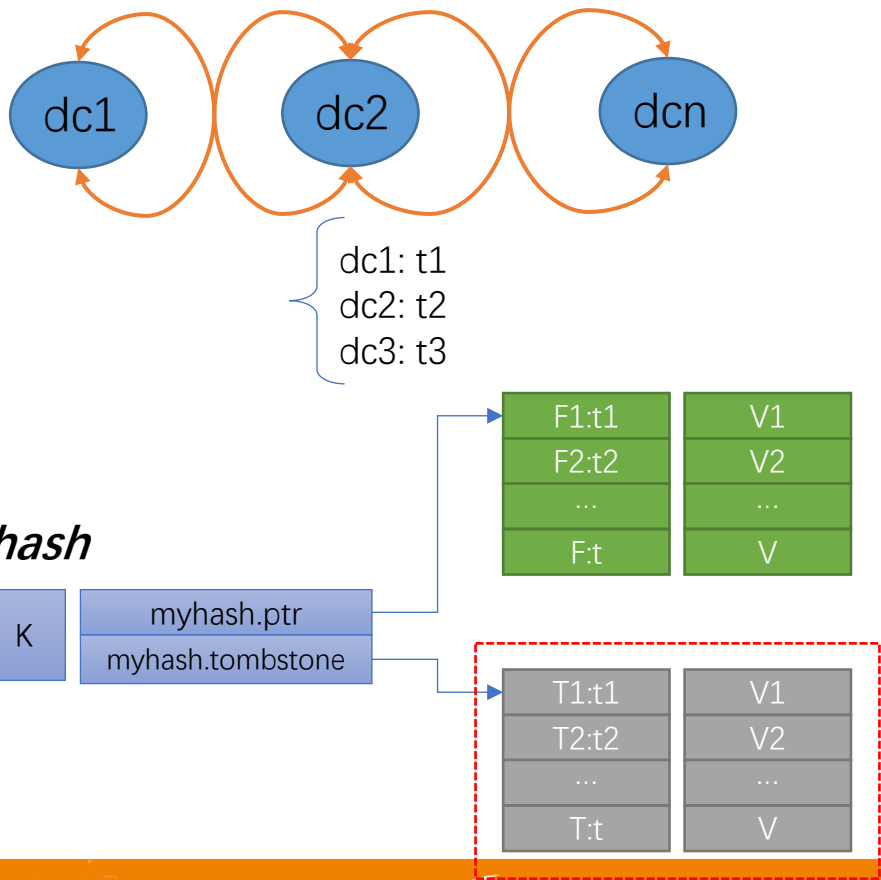 dc1
dc2
dcn
dc1: t1
dc2: t2
dc3: t3
F1:t1 V1
F2:t2 V2
... ...
F:t V
hash
K
myhash.ptr
myhash.tombstone
T1:t1 V1
T2:t2 V2
... ...
T:t V